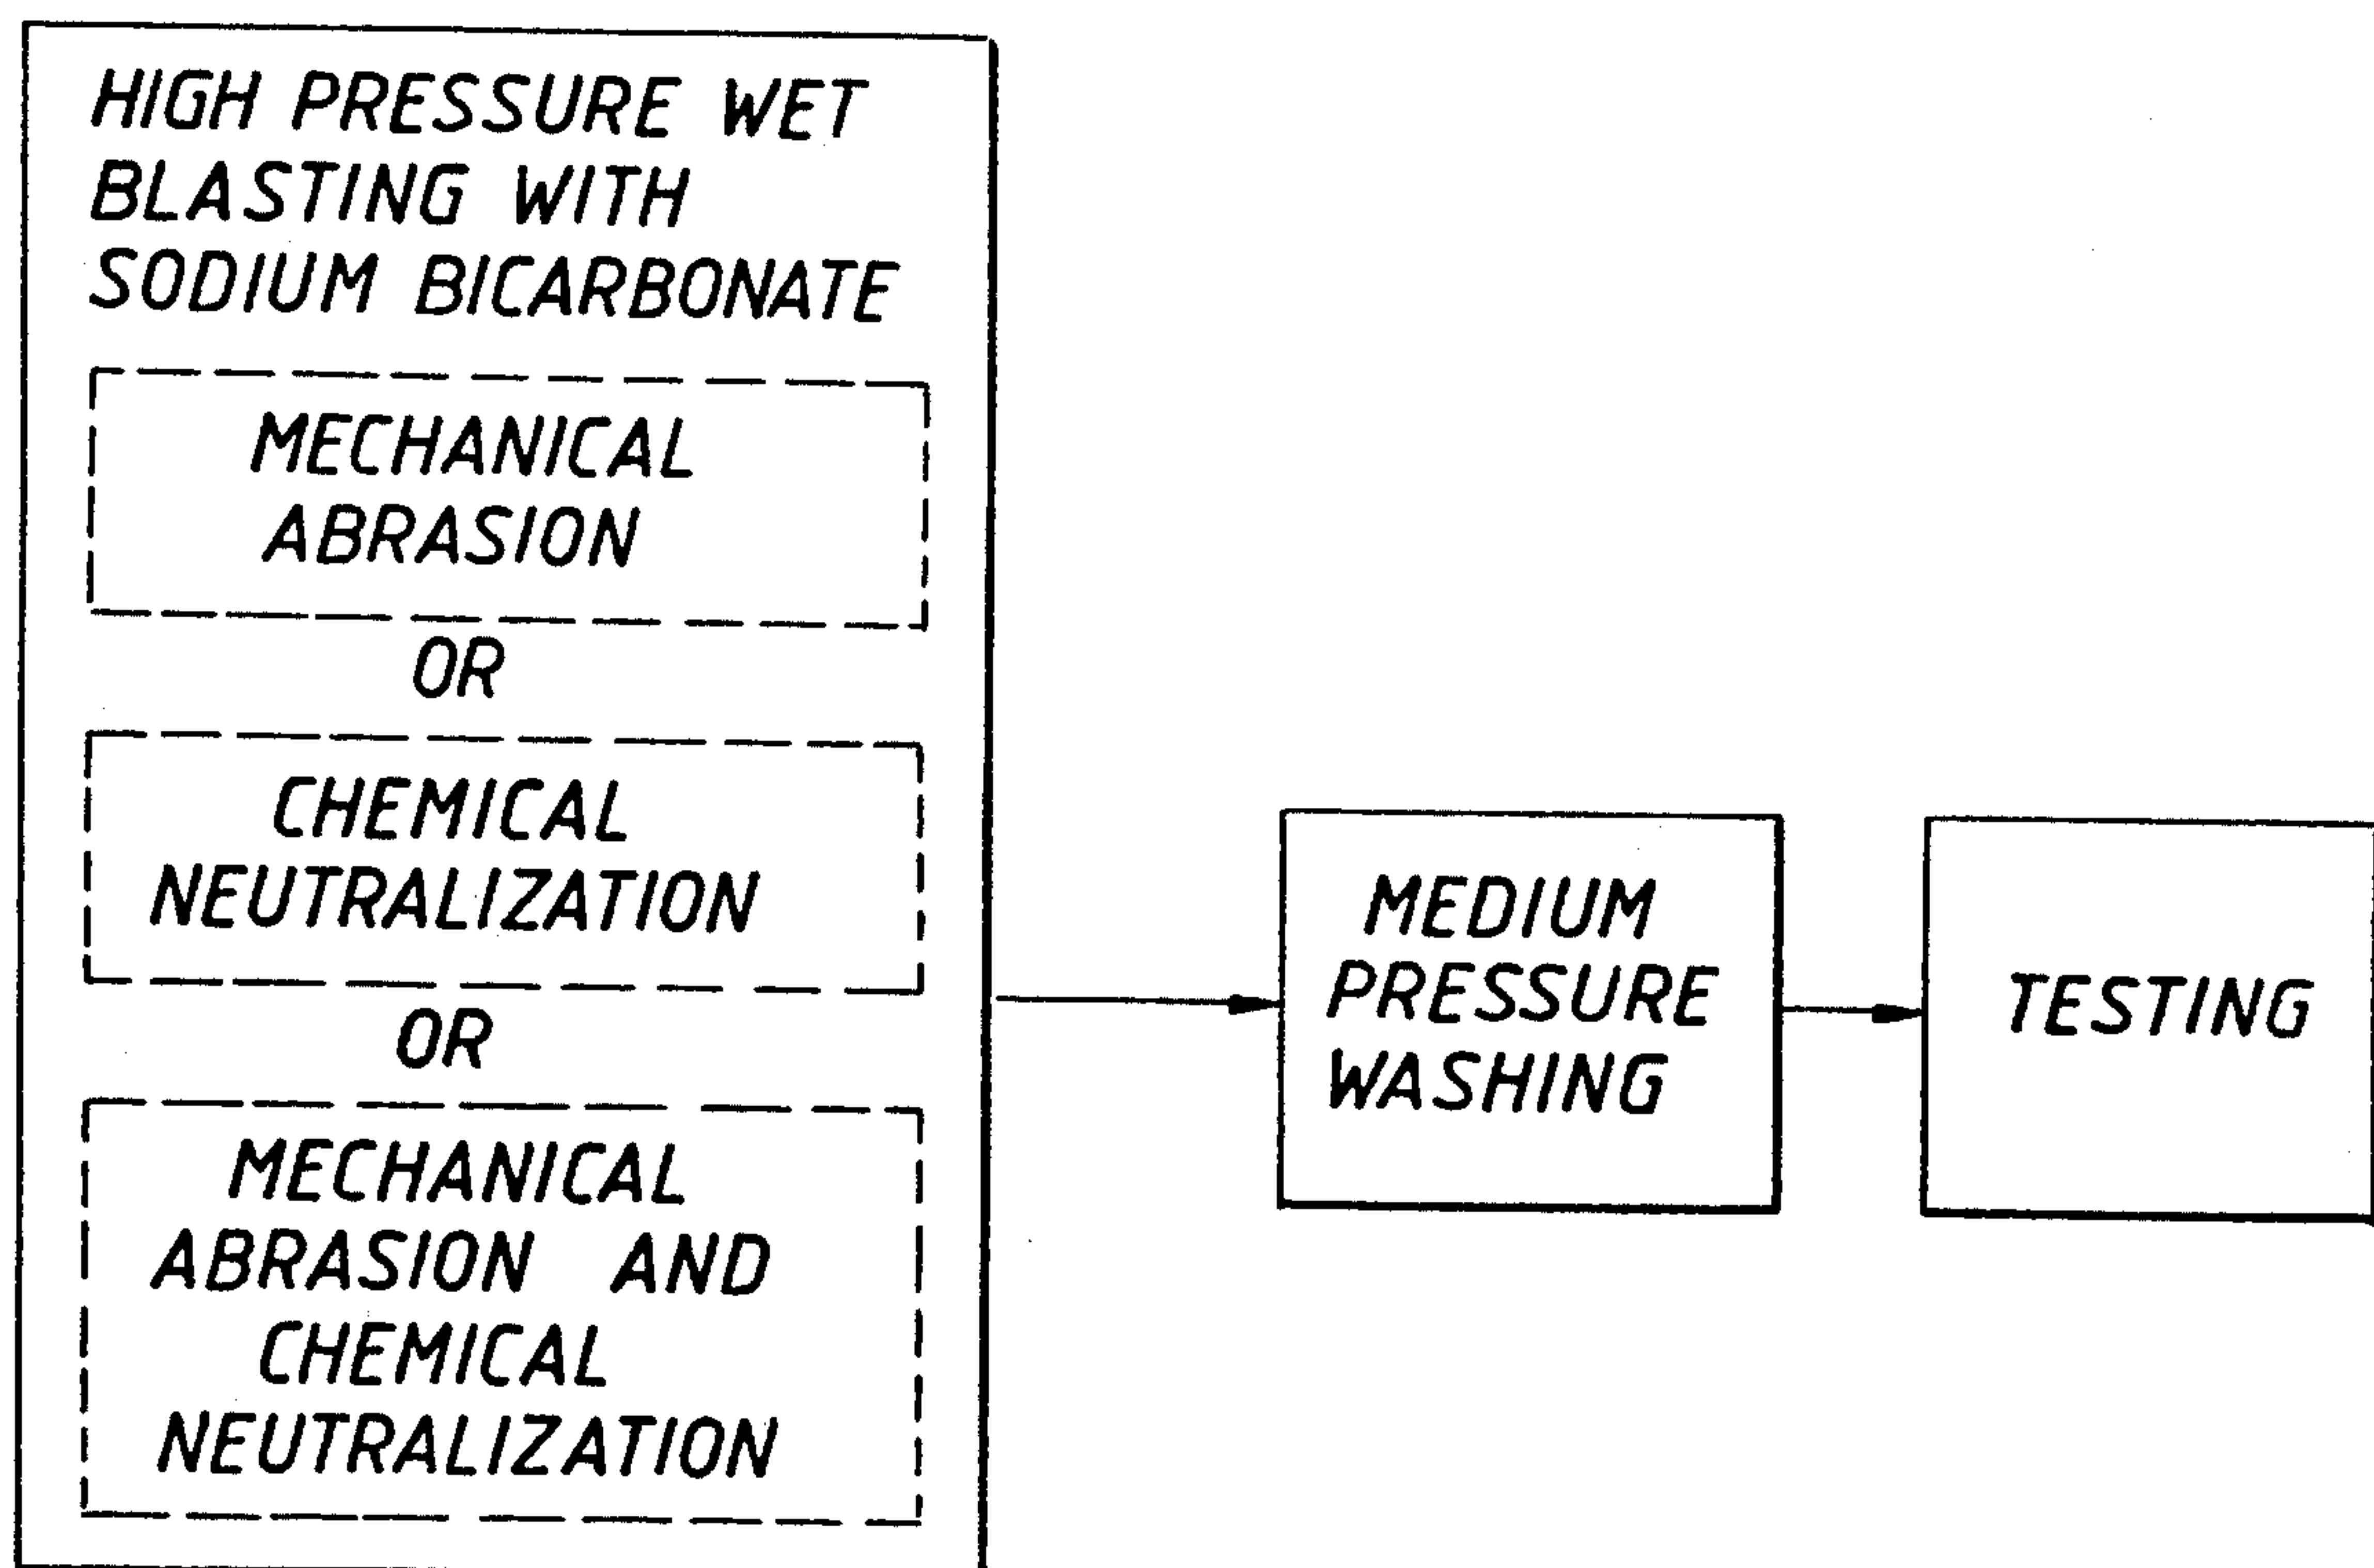 HIGH PRESSURE WET
BLASTING WITH
SODIUM BICARBONATE
MECHANICAL
ABRASION
OR
CHEMICAL
NEUTRALIZATION
OR
MECHANICAL
ABRASION AND
CHEMICAL
NEUTRALIZATION
MEDIUM
PRESSURE
WASHING
TESTING